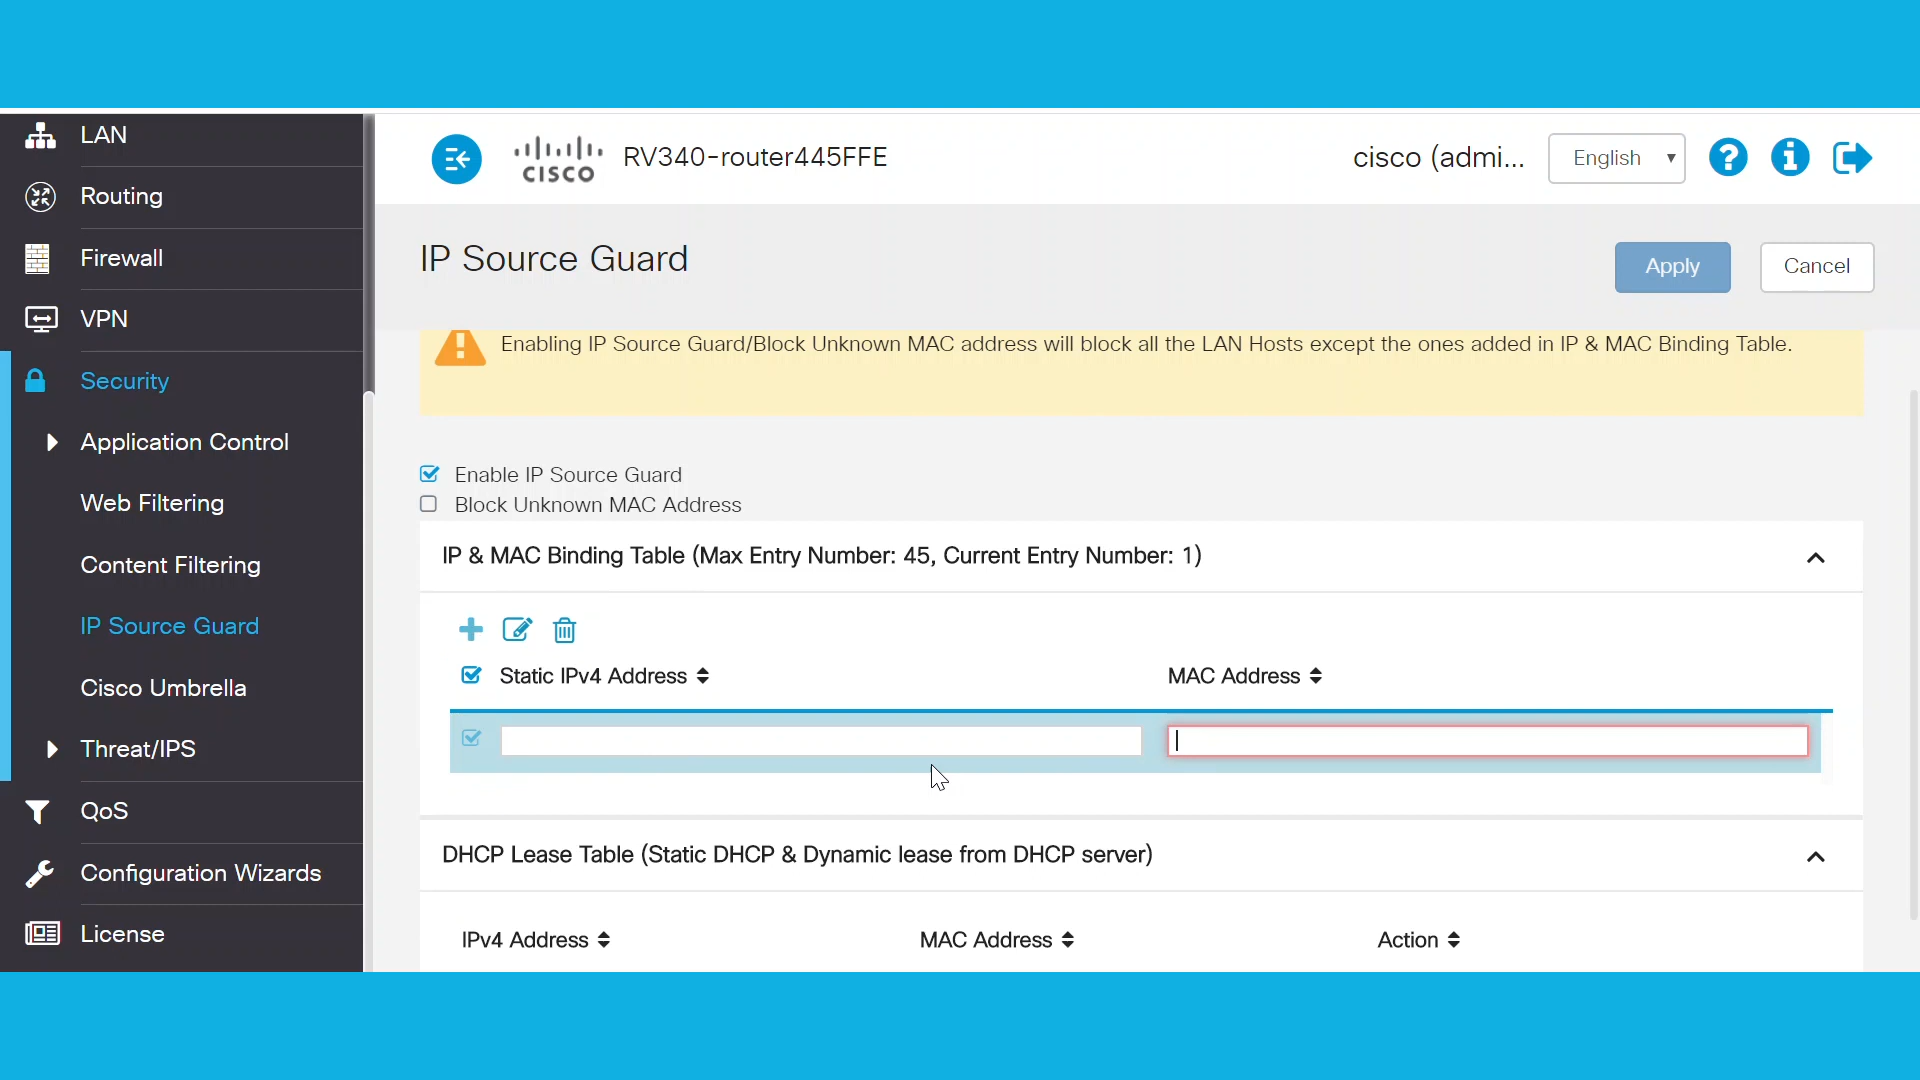 LAN
Routing
Firewall
VPN
Security
Application Control
Web Filtering
Content Filtering
IP Source Guard
Cisco Umbrella
Threat/IPS
QoS
Configuration Wizards
License
CISCO
RV340-router445FFE
cisco (admi...
English
IP Source Guard
Apply
Cancel
Enabling IP Source Guard/Block Unknown MAC address will block all the LAN Hosts except the ones added in IP & MAC Binding Table.
Enable IP Source Guard
Block Unknown MAC Address
IP & MAC Binding Table (Max Entry Number: 45, Current Entry Number: 1)
Static IPv4 Address
MAC Address
DHCP Lease Table (Static DHCP & Dynamic lease from DHCP server)
IPv4 Address
MAC Address
Action